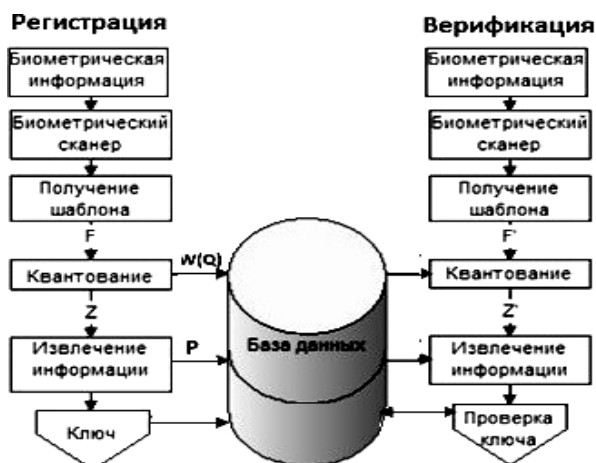 Регистрация
Биометрическая
информация
Биометрический
сканер
Получение
шаблона
F
Квантование
W(Q)
Z
Извлечение
информации
P
Ключ
База данных
Верификация
Биометрическая
информация
Биометрический
сканер
Получение
шаблона
F'
Квантование
Z'
Извлечение
информации
Проверка
ключа